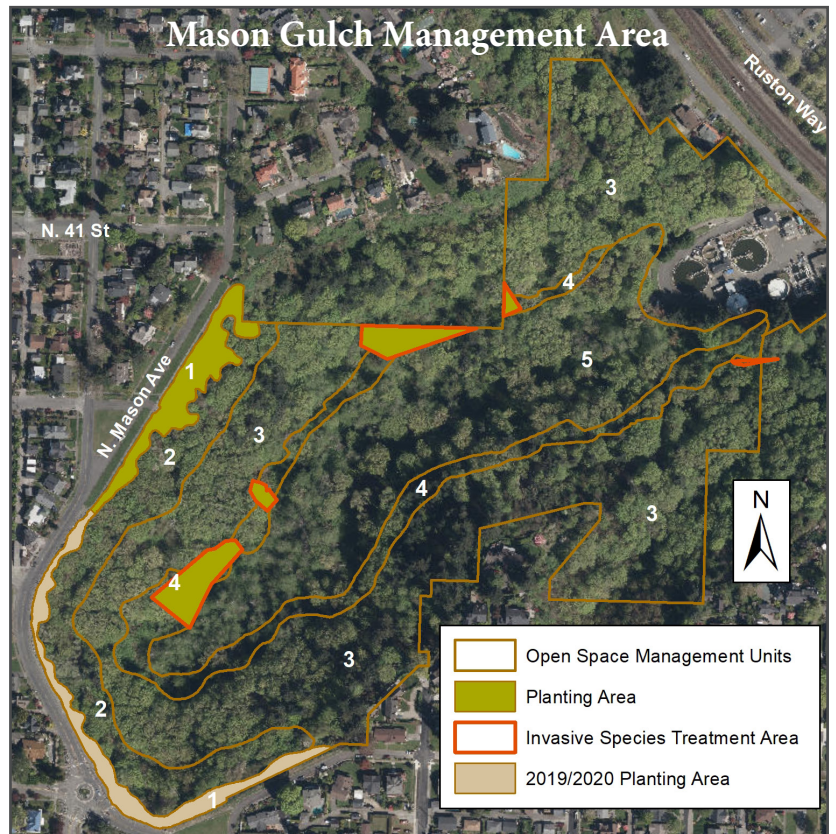 Mason Gulch Management Area
Ruston Way
3
N. 41 St
4
5
1
N. Mason Ave
3
2
4
3
N
4
3
2
1
Open Space Management Units
Planting Area
Invasive Species Treatment Area
2019/2020 Planting Area